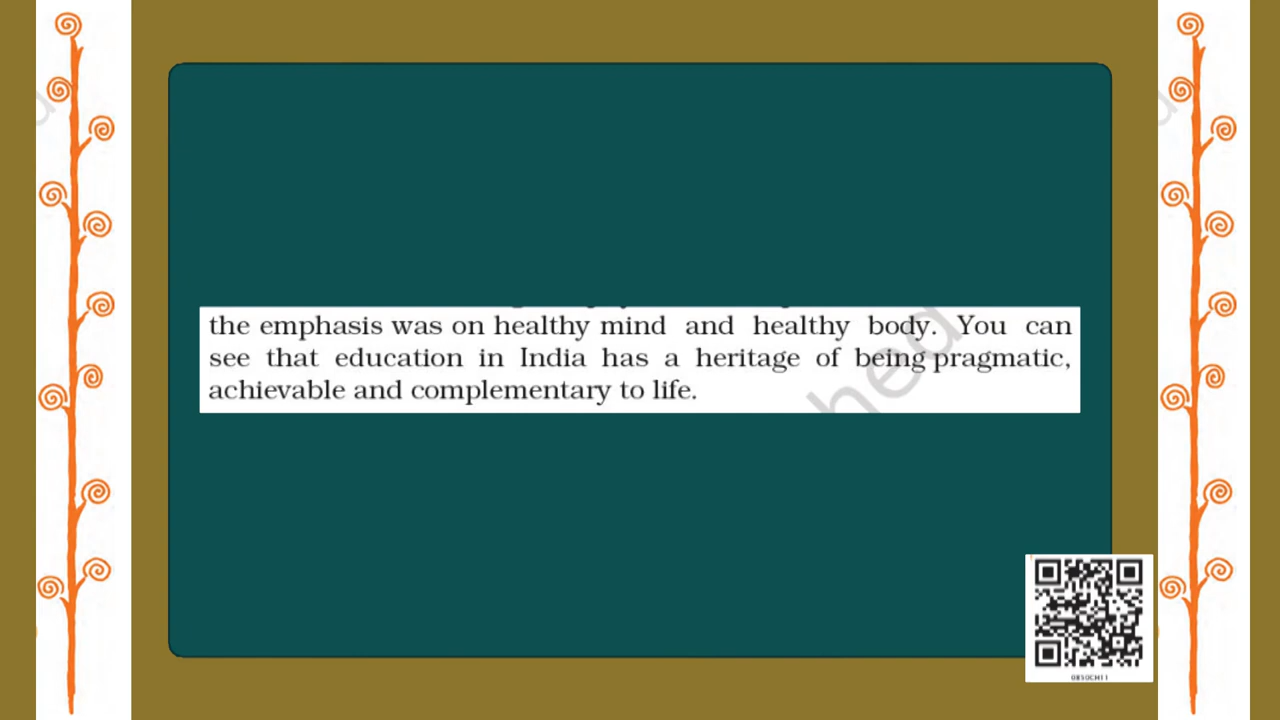 the emphasis was on healthy mind and healthy body. You can
see that education in India has a heritage of being pragmatic,
achievable and complementary to life.
hed